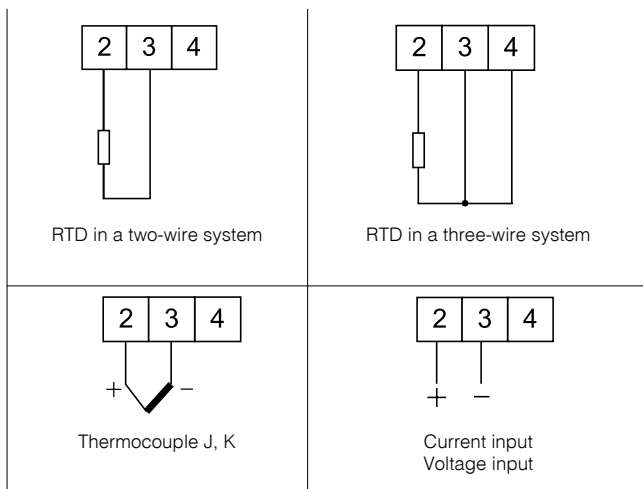 2 3 4
RTD in a two-wire system
2 3 4
RTD in a three-wire system
2 3 4
+ −
Thermocouple J, K
2 3 4
+ −
Current input
Voltage input